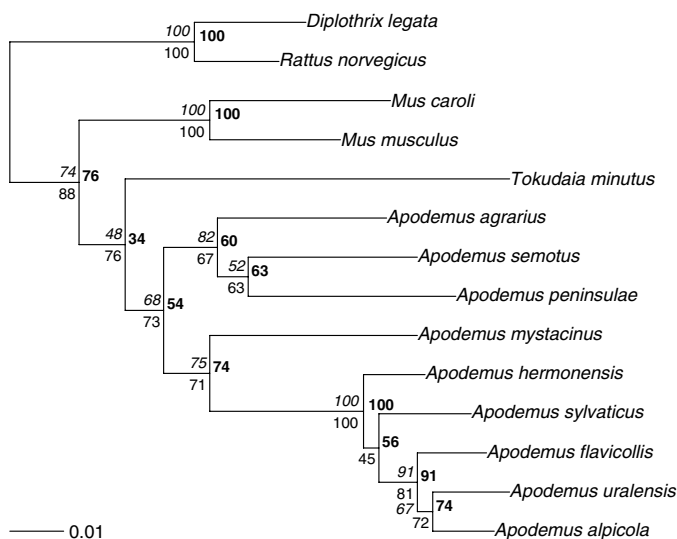 Diplothrix legata
100
100
100
Rattus norvegicus
Mus caroli
100
100
100
Mus musculus
74
76
88
Tokudaia minutus
Apodemus agrarius
48
34
76
82
60
67
Apodemus semotus
52
63
63
Apodemus peninsulae
68
54
73
Apodemus mystacinus
75
74
71
Apodemus hermonensis
100
100
100
Apodemus sylvaticus
56
45
Apodemus flavicollis
91
91
81
Apodemus uralensis
67
74
72
Apodemus alpicola
0.01